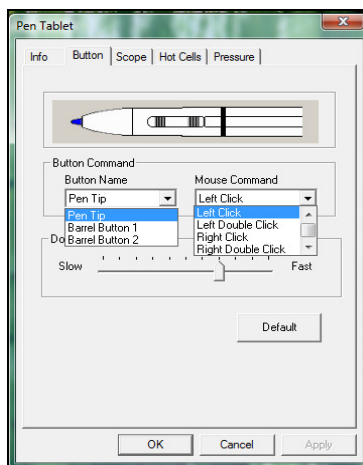 Pen Tablet
Info Button Scope Hot Cells Pressure
Button Command
Button Name Mouse Command
Pen Tip Left Click
Pen Tip Left Click
Barrel Button 1 Left Double Click
Barrel Button 2 Right Click
Right Double Click
Do
Slow Fast
Default
OK Cancel Apply